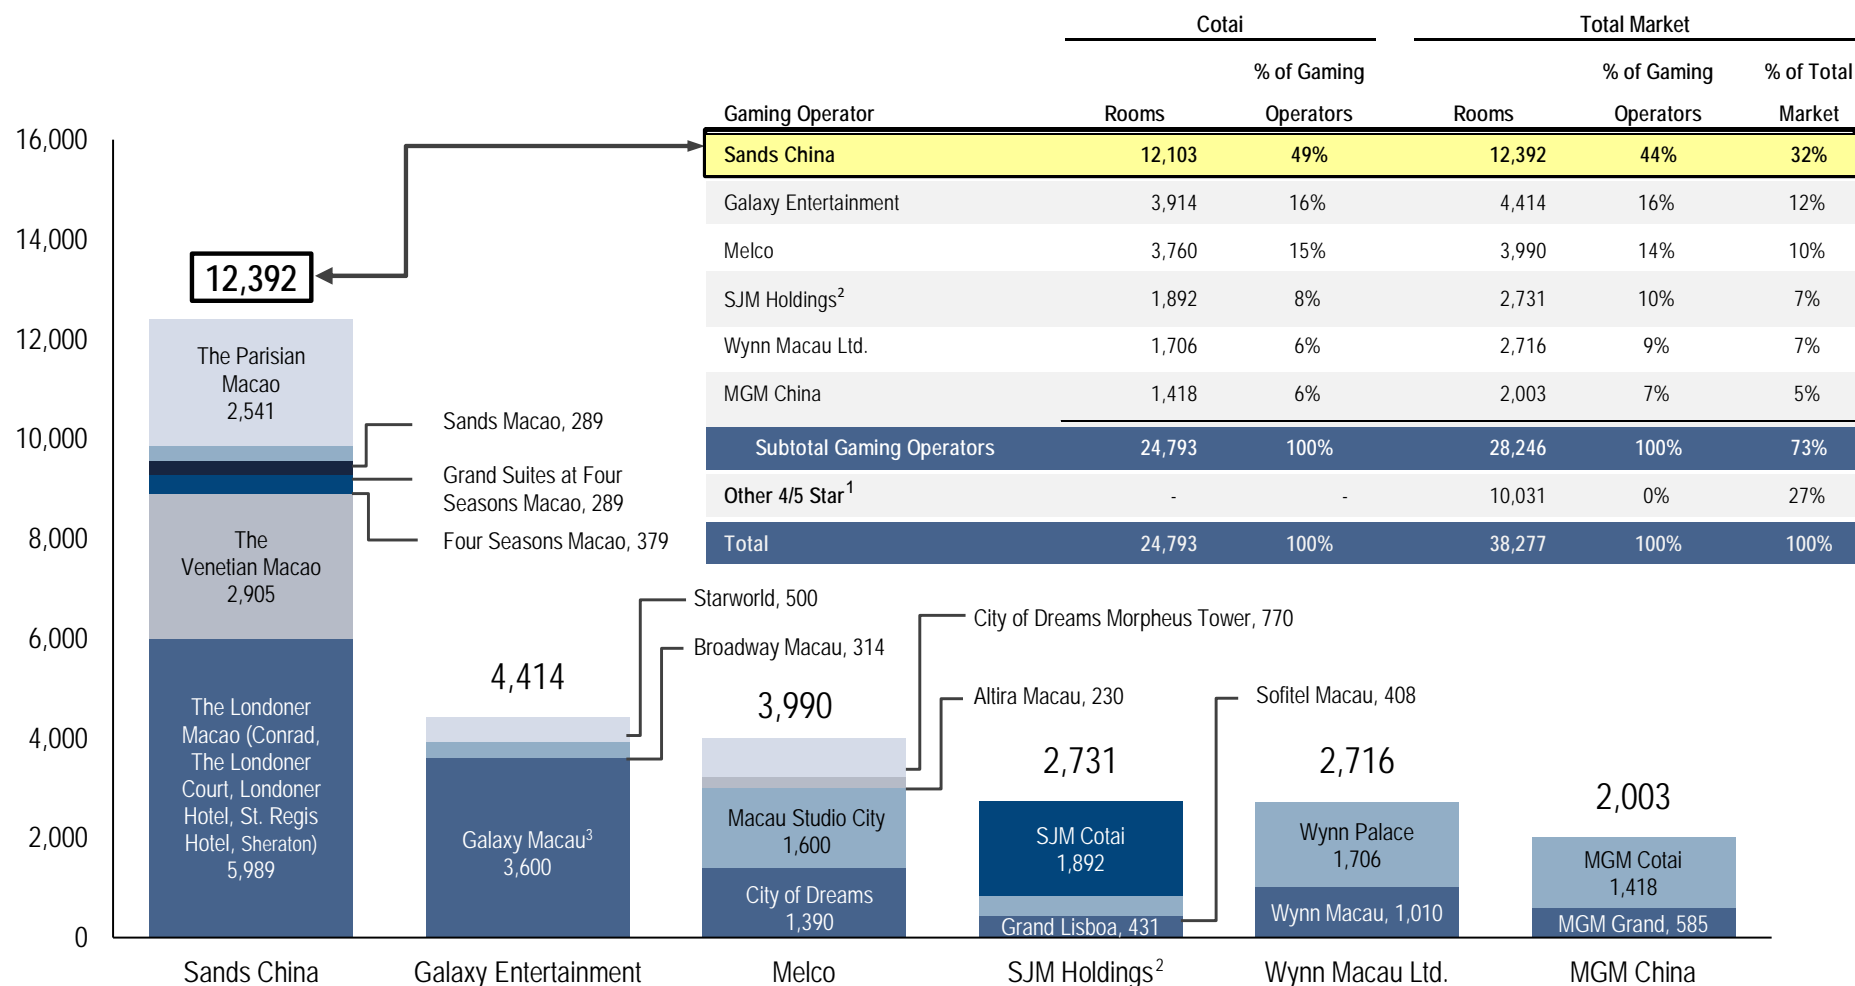 Cotai Total Market
% of Gaming % of Gaming % of Total
Gaming Operator Rooms Operators Rooms Operators Market
Sands China 12,103 49% 12,392 44% 32%
Galaxy Entertainment 3,914 16% 4,414 16% 12%
Melco 3,760 15% 3,990 14% 10%
SJM Holdings² 1,892 8% 2,731 10% 7%
Wynn Macau Ltd. 1,706 6% 2,716 9% 7%
MGM China 1,418 6% 2,003 7% 5%
Subtotal Gaming Operators 24,793 100% 28,246 100% 73%
Other 4/5 Star¹ - - 10,031 0% 27%
Total 24,793 100% 38,277 100% 100%
16,000
14,000
12,000
10,000
8,000
6,000
4,000
2,000
0
12,392
The Parisian
Macao
2,541
Sands Macao, 289
Grand Suites at Four
Seasons Macao, 289
Four Seasons Macao, 379
The
Venetian Macao
2,905
The Londoner
Macao (Conrad,
The Londoner
Court, Londoner
Hotel, St. Regis
Hotel, Sheraton)
5,989
4,414
Starworld, 500
Broadway Macau, 314
Galaxy Macau³
3,600
3,990
City of Dreams Morpheus Tower, 770
Altira Macau, 230
Macau Studio City
1,600
City of Dreams
1,390
2,731
Sofitel Macau, 408
SJM Cotai
1,892
Grand Lisboa, 431
2,716
Wynn Palace
1,706
Wynn Macau, 1,010
2,003
MGM Cotai
1,418
MGM Grand, 585
Sands China Galaxy Entertainment Melco SJM Holdings² Wynn Macau Ltd. MGM China